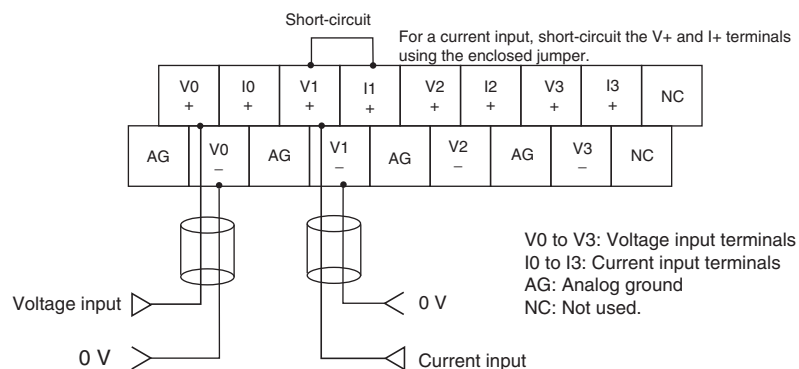 Short-circuit
For a current input, short-circuit the V+ and I+ terminals
using the enclosed jumper.
V0 + I0 + V1 + I1 + V2 + I2 + V3 + I3 + NC
AG V0 – AG V1 – AG V2 – AG V3 – NC
V0 to V3: Voltage input terminals
I0 to I3: Current input terminals
AG: Analog ground
NC: Not used.
Voltage input
0 V
0 V
Current input